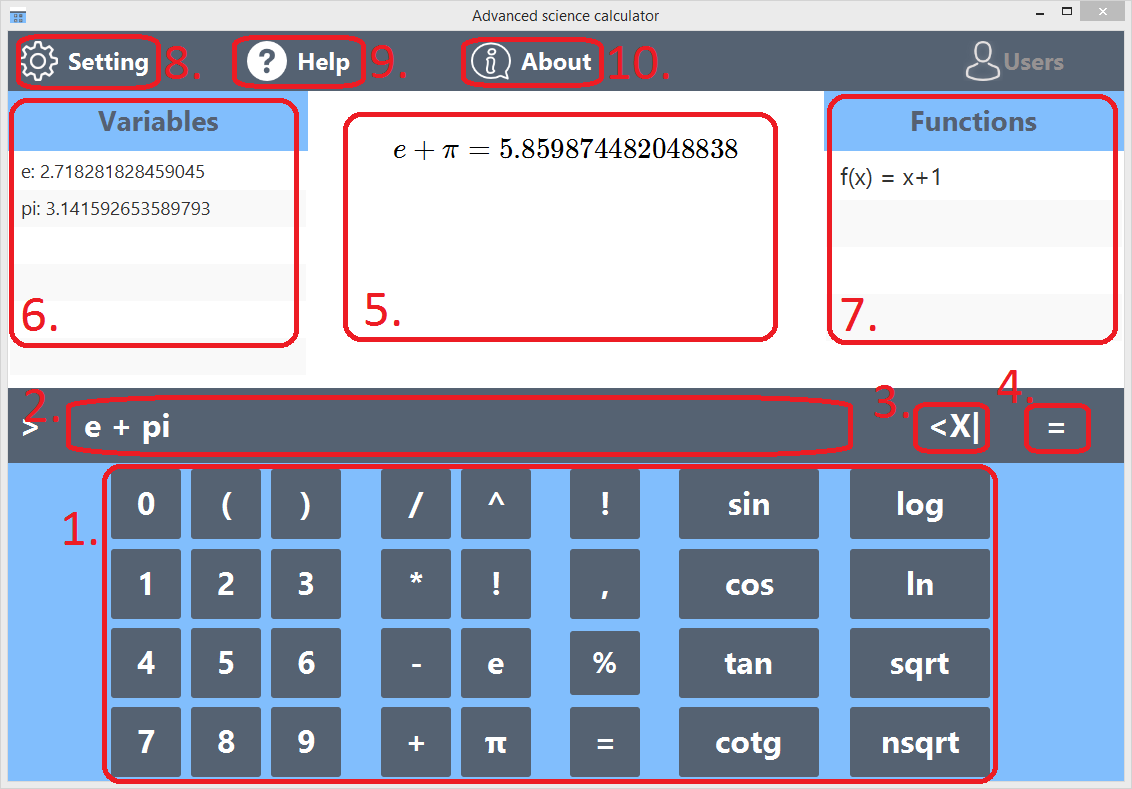 Advanced science calculator
Setting 8. Help 9. About 10. Users
Variables
e: 2.718281828459045
pi: 3.141592653589793
6.
e + π = 5.859874482048838
5.
Functions
f(x) = x+1
7.
2. > e + pi 3. <X| 4. =
1.
0 ( ) / ^ ! sin log
1 2 3 * ! , cos ln
4 5 6 - e % tan sqrt
7 8 9 + π = cotg nsqrt